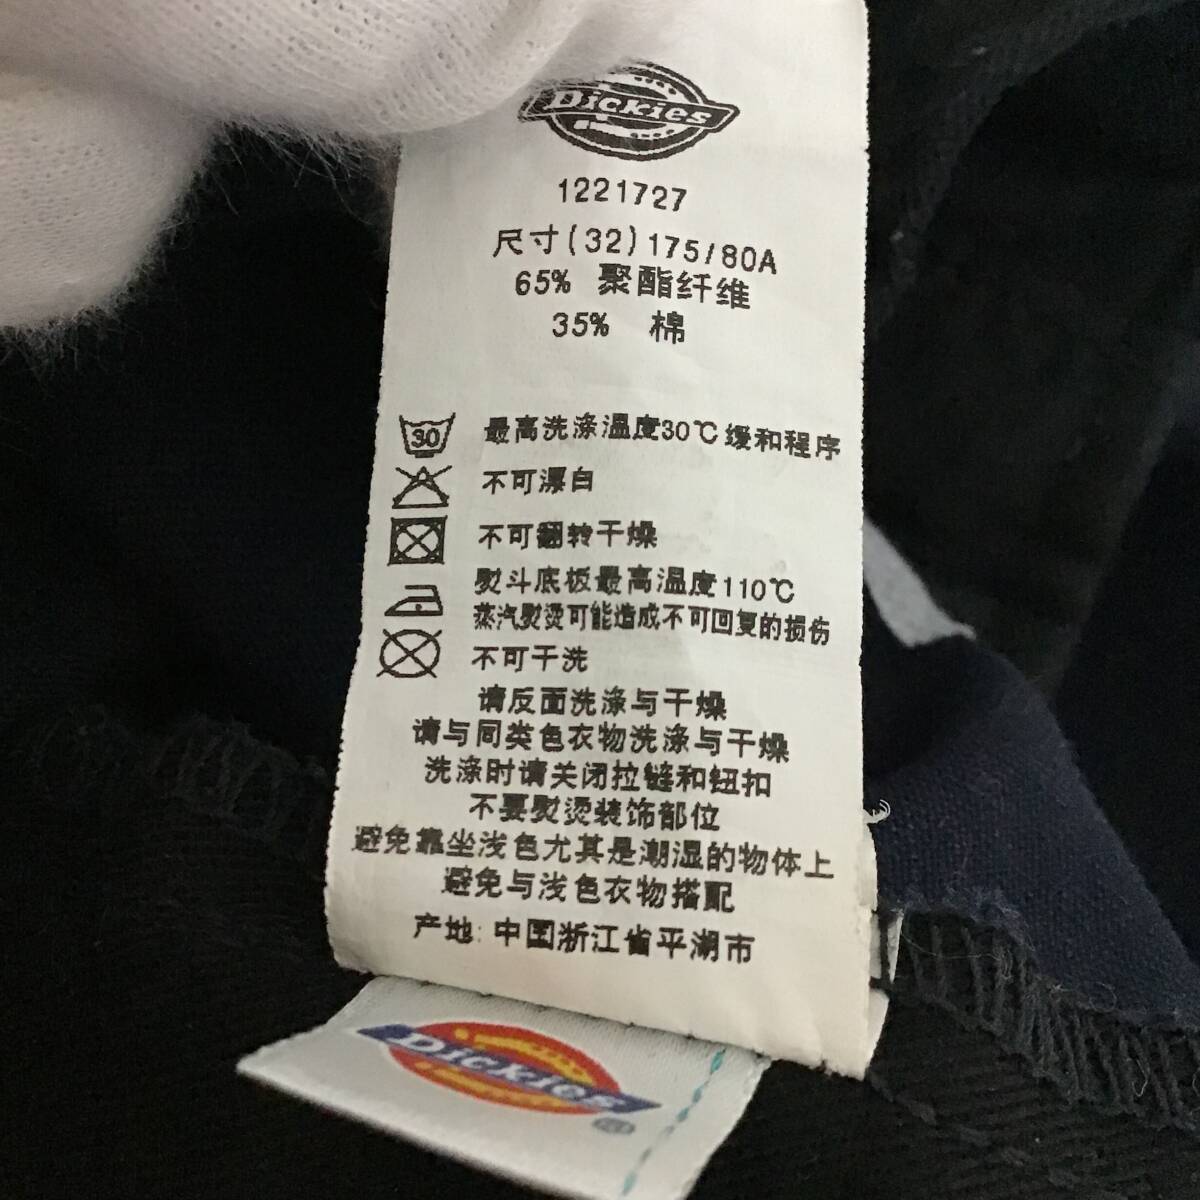 Dickies
1221727
尺寸(32)175/80A
65% 聚酯纤维
35% 棉
30 最高洗涤温度30℃缓和程序
不可漂白
不可翻转干燥
熨斗底板最高温度110℃
蒸汽熨烫可能造成不可回复的损伤
不可干洗
请反面洗涤与干燥
请与同类色衣物洗涤与干燥
洗涤时请关闭拉链和钮扣
不要熨烫装饰部位
避免靠坐浅色尤其是潮湿的物体上
避免与浅色衣物搭配
产地: 中国浙江省平湖市
Dickies